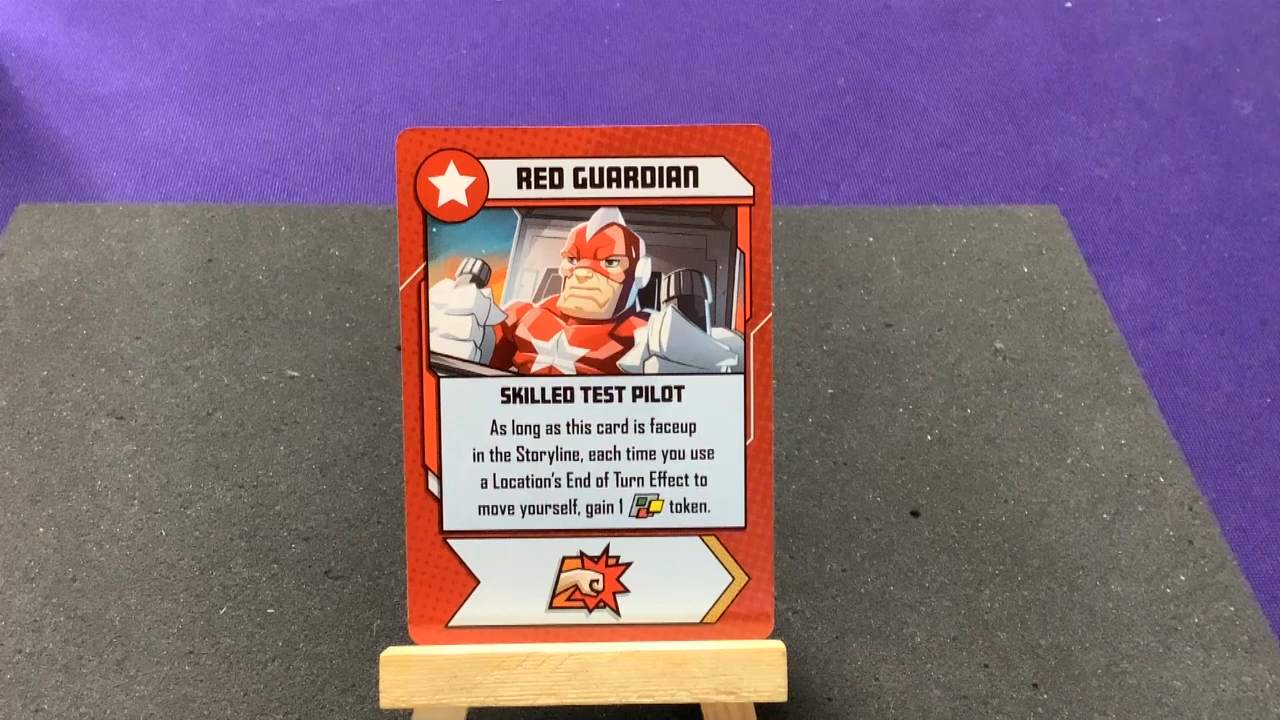 RED GUARDIAN
SKILLED TEST PILOT
As long as this card is faceup
in the Storyline, each time you use
a Location's End of Turn Effect to
move yourself, gain 1 token.